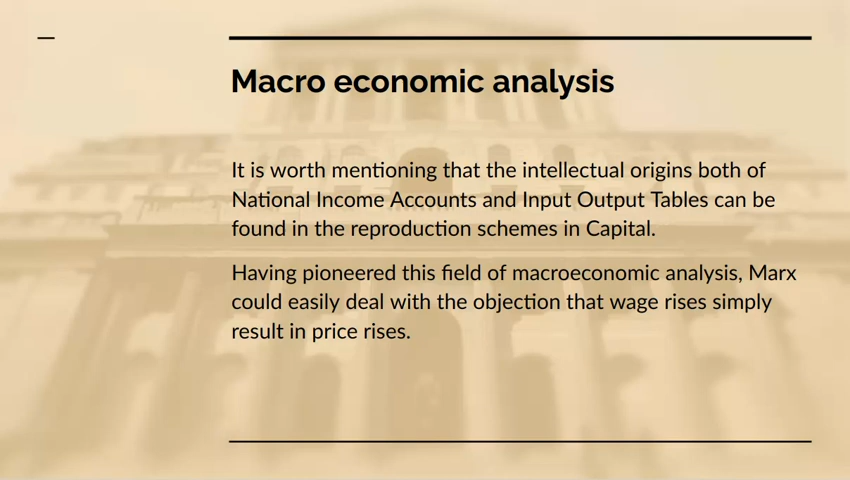 Macro economic analysis
It is worth mentioning that the intellectual origins both of
National Income Accounts and Input Output Tables can be
found in the reproduction schemes in Capital.
Having pioneered this field of macroeconomic analysis, Marx
could easily deal with the objection that wage rises simply
result in price rises.